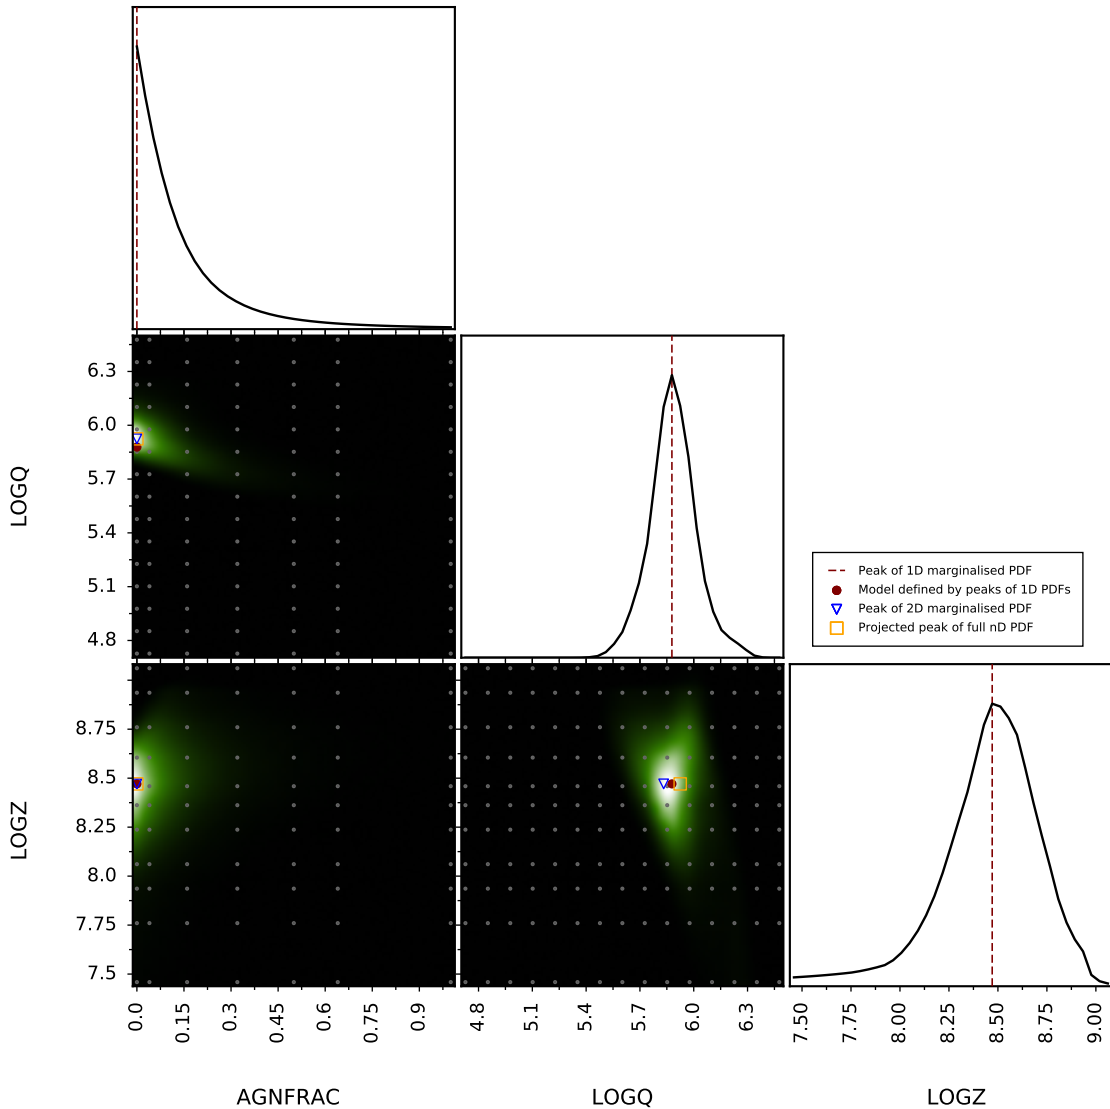 6.3
6.0
5.7
5.4
5.1
4.8
LOGQ
Peak of 1D marginalised PDF
Model defined by peaks of 1D PDFs
Peak of 2D marginalised PDF
Projected peak of full nD PDF
8.75
8.5
8.25
8.0
7.75
7.5
LOGZ
0.0 0.15 0.3 0.45 0.6 0.75 0.9
4.8 5.1 5.4 5.7 6.0 6.3
7.50 7.75 8.00 8.25 8.50 8.75 9.00
AGNFRAC
LOGQ
LOGZ